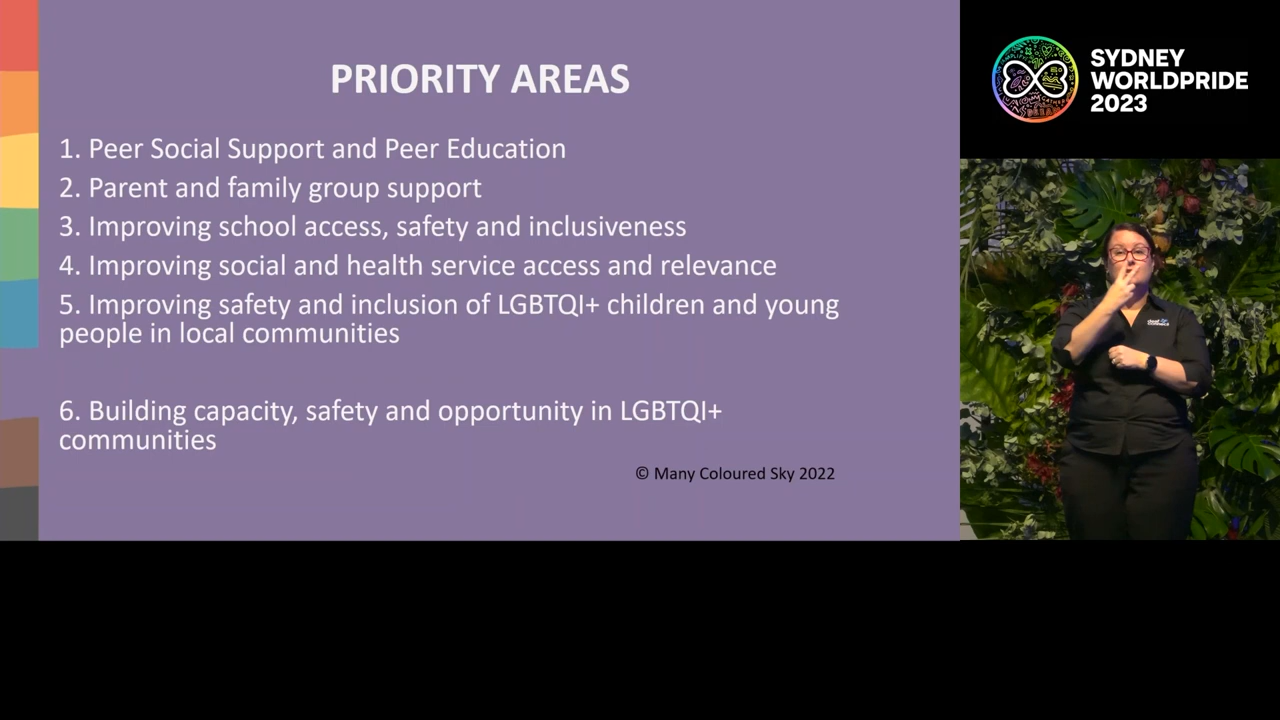 PRIORITY AREAS
1. Peer Social Support and Peer Education
2. Parent and family group support
3. Improving school access, safety and inclusiveness
4. Improving social and health service access and relevance
5. Improving safety and inclusion of LGBTQI+ children and young
people in local communities
6. Building capacity, safety and opportunity in LGBTQI+
communities
© Many Coloured Sky 2022
SYDNEY
WORLDPRIDE
2023